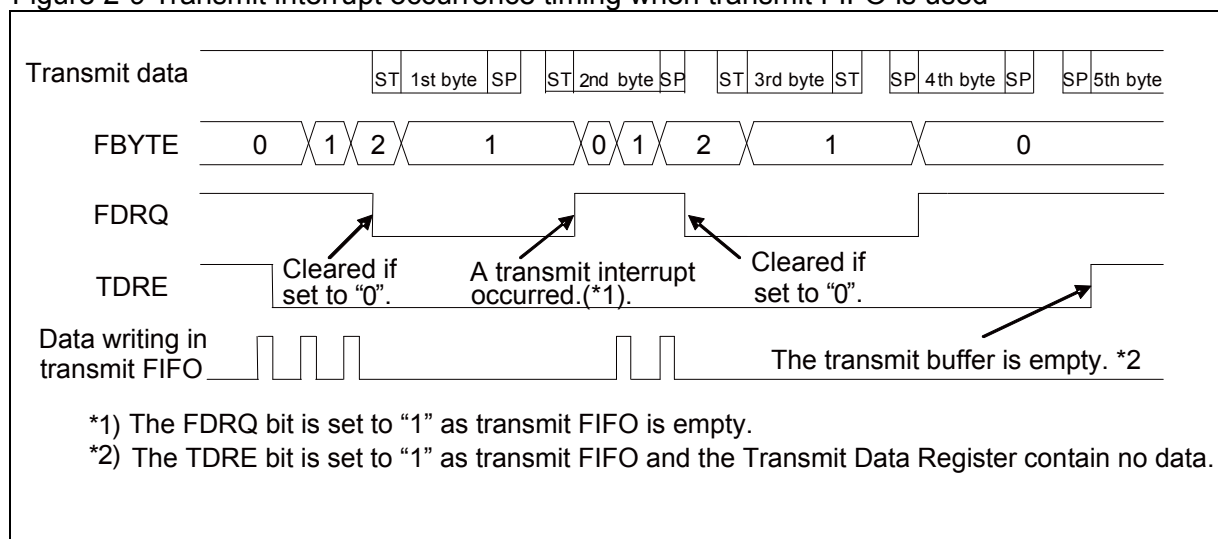 Figure 2-6 Transmit interrupt occurrence timing when transmit FIFO is used
Transmit data ST 1st byte SP ST 2nd byte SP ST 3rd byte ST SP 4th byte SP SP 5th byte
FBYTE 0 1 2 1 0 1 2 1 0
FDRQ
Cleared if
set to “0”.
A transmit interrupt
occurred.(*1).
Cleared if
set to “0”.
TDRE
Data writing in
transmit FIFO
The transmit buffer is empty. *2
*1) The FDRQ bit is set to “1” as transmit FIFO is empty.
*2) The TDRE bit is set to “1” as transmit FIFO and the Transmit Data Register contain no data.